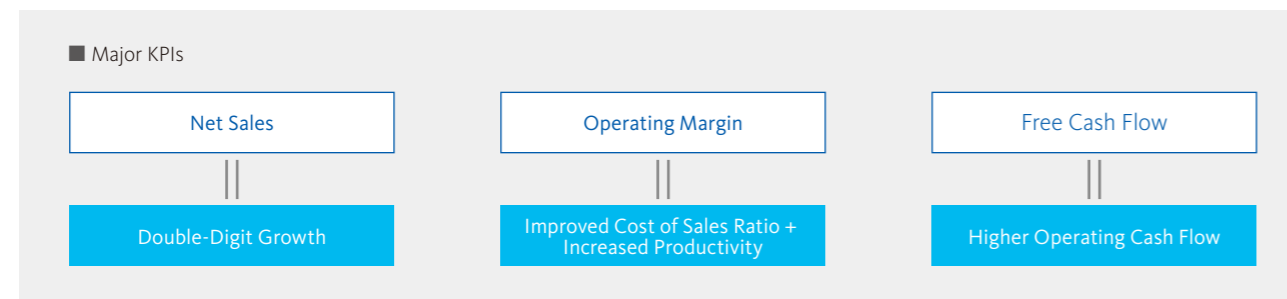 ■ Major KPIs
Net Sales
Operating Margin
Free Cash Flow
Double-Digit Growth
Improved Cost of Sales Ratio +
Increased Productivity
Higher Operating Cash Flow